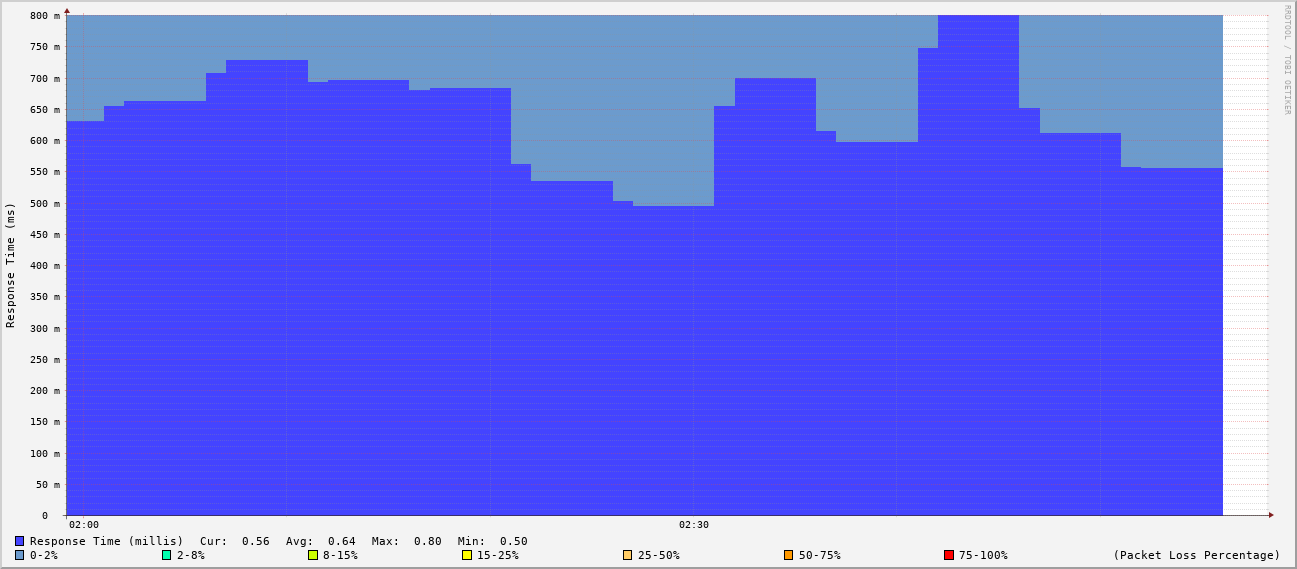 800 m
750 m
700 m
650 m
600 m
550 m
500 m
450 m
400 m
350 m
300 m
250 m
200 m
150 m
100 m
50 m
0
Response Time (ms)
RRDTOOL / TOBI OETIKER
02:00 02:30
Response Time (millis) Cur: 0.56 Avg: 0.64 Max: 0.80 Min: 0.50
0-2% 2-8% 8-15% 15-25% 25-50% 50-75% 75-100% (Packet Loss Percentage)